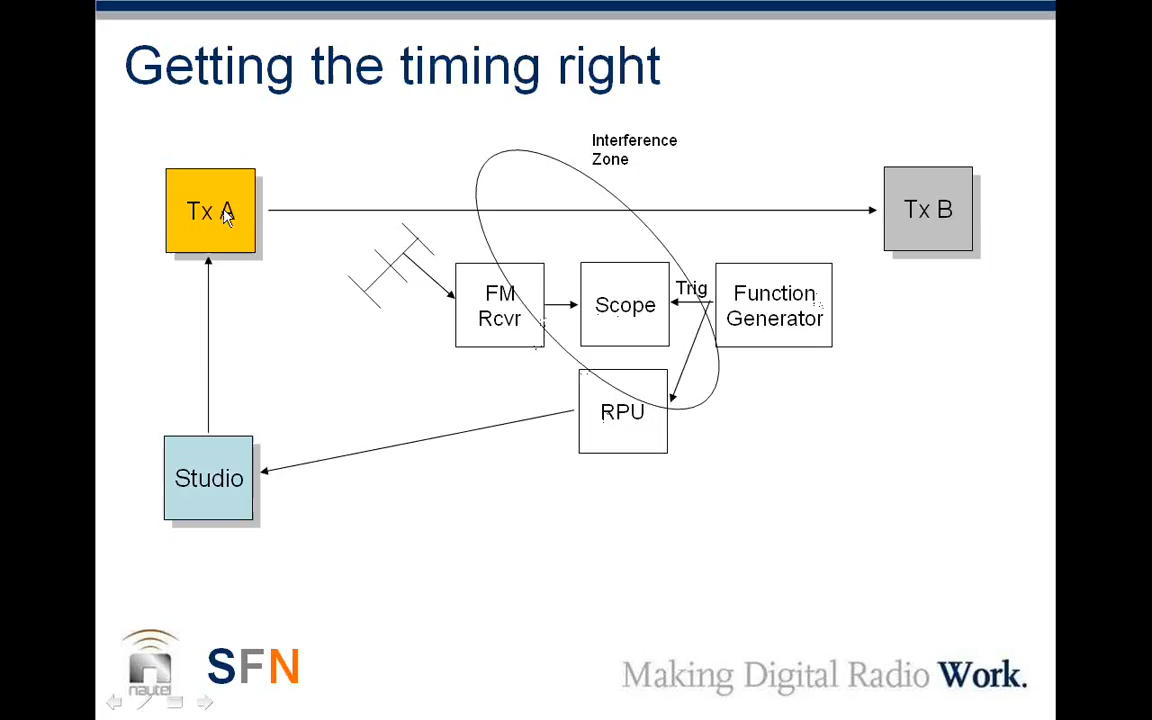 Getting the timing right
Interference
Zone
Tx A
Tx B
FM
Rcvr
Scope
Trig
Function
Generator
RPU
Studio
nautel
SFN
Making Digital Radio Work.